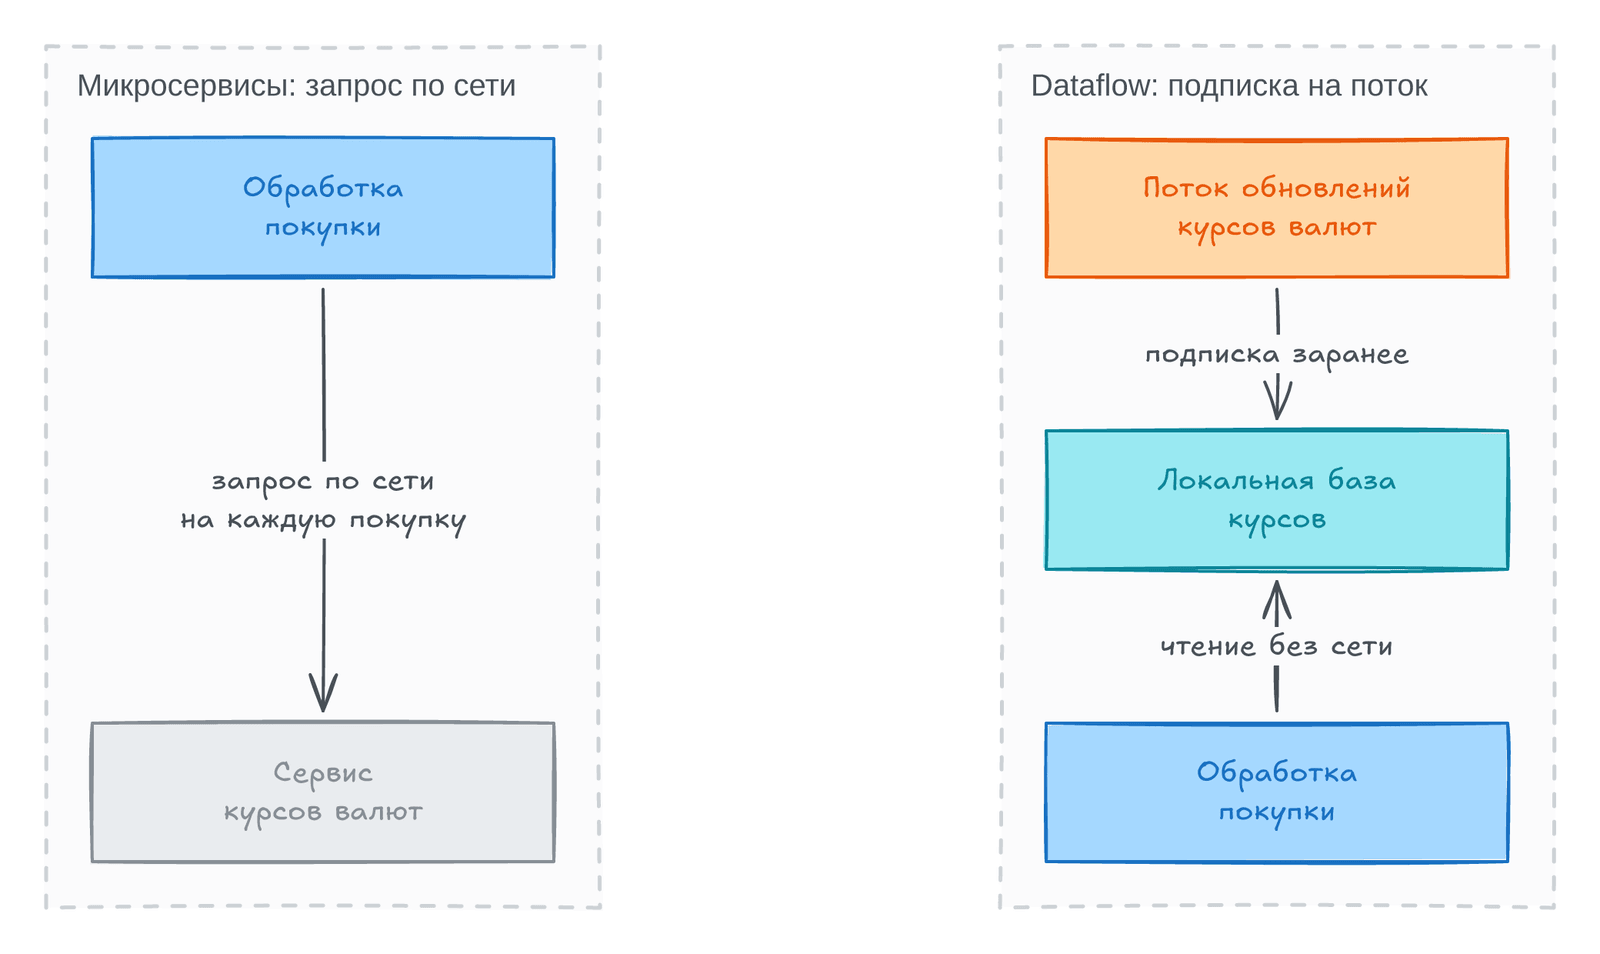 Микросервисы: запрос по сети
Обработка
покупки
запрос по сети
на каждую покупку
Сервис
курсов валют
Dataflow: подписка на поток
Поток обновлений
курсов валют
подписка заранее
Локальная база
курсов
чтение без сети
Обработка
покупки